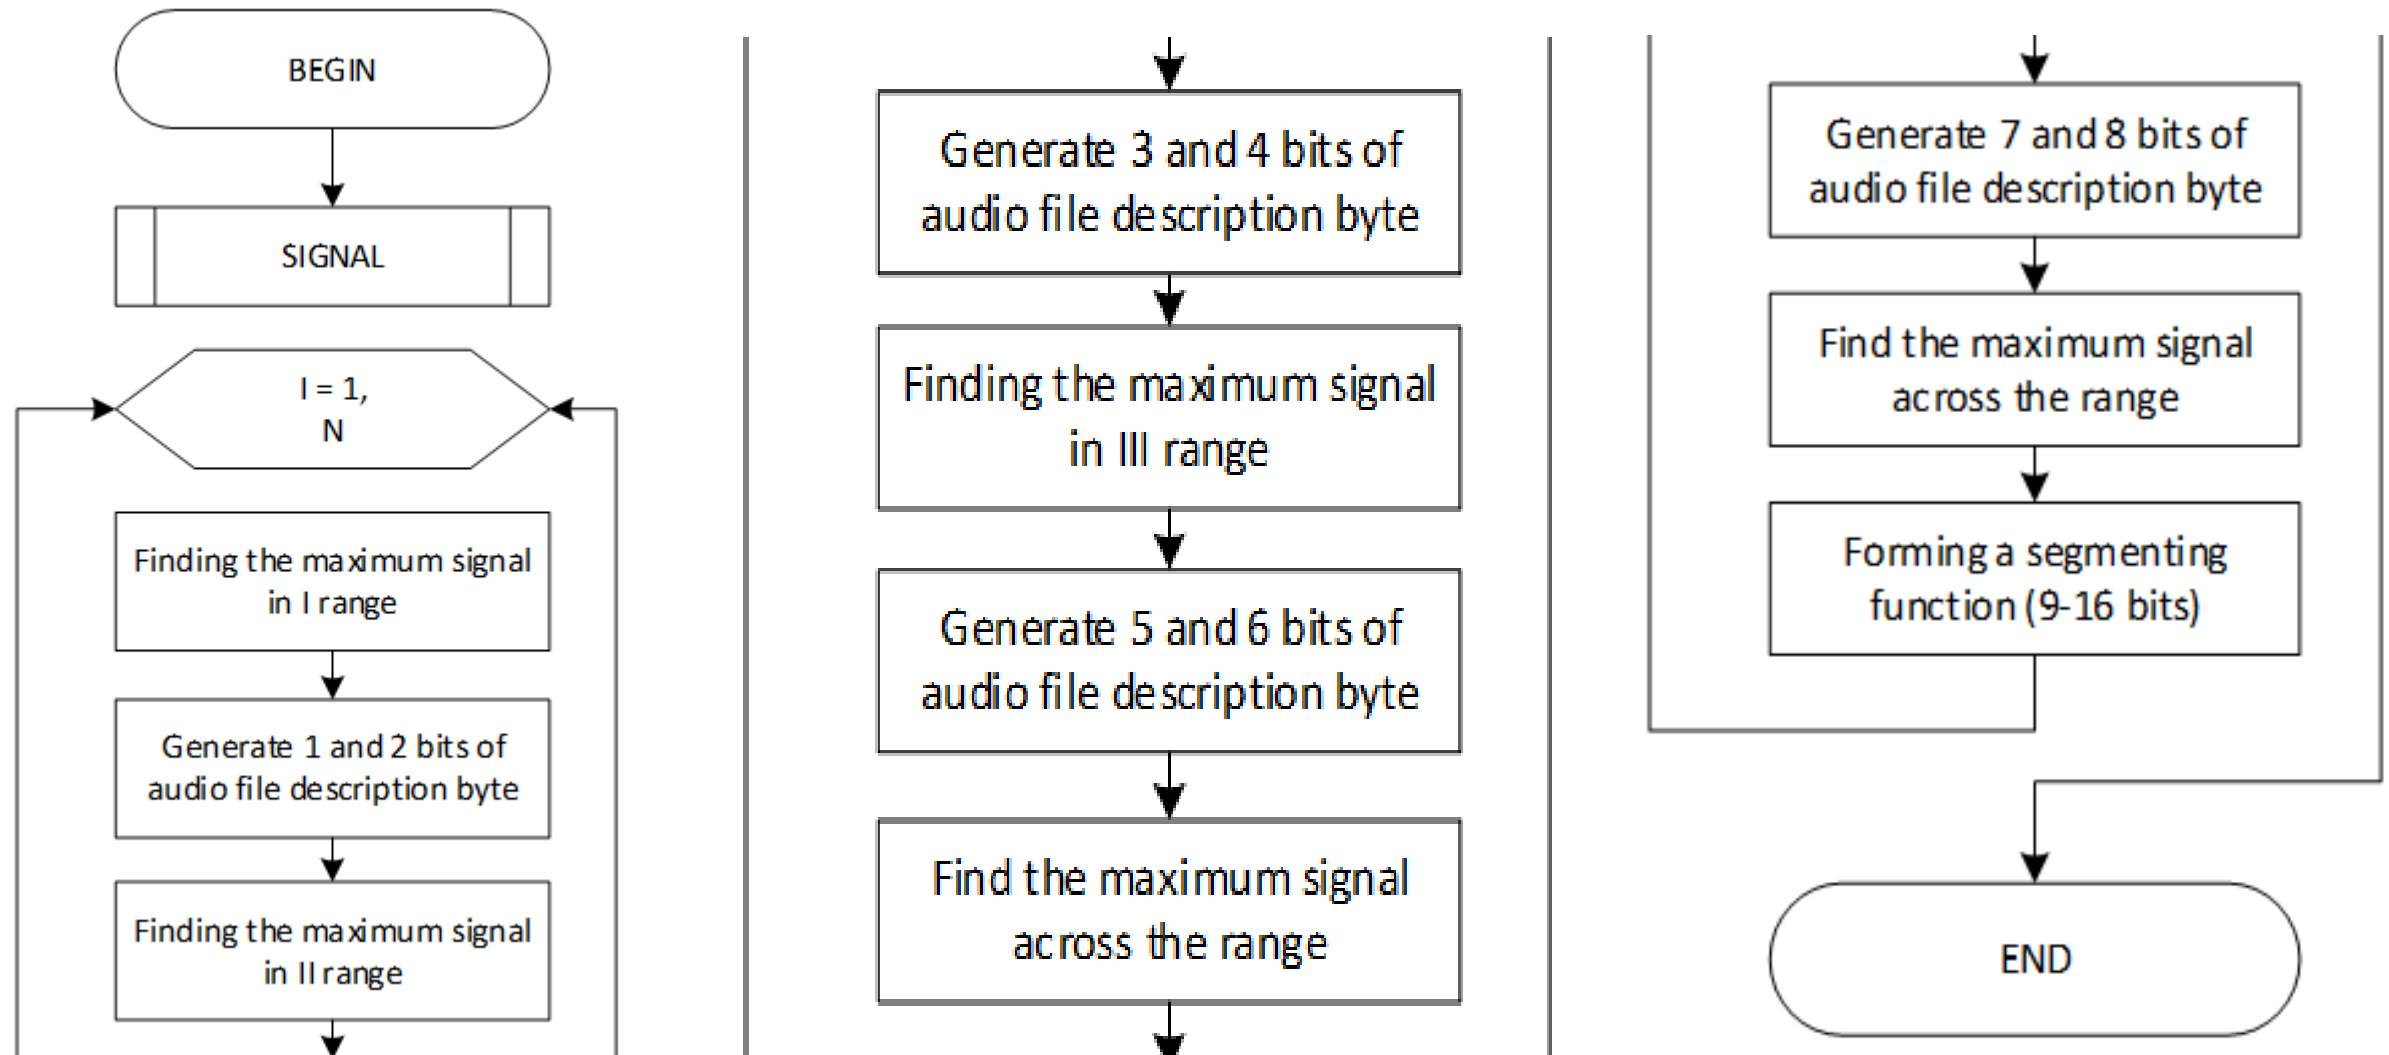 BEGIN
SIGNAL
I = 1,
N
Finding the maximum signal
in I range
Generate 1 and 2 bits of
audio file description byte
Finding the maximum signal
in II range
Generate 3 and 4 bits of
audio file description byte
Finding the maximum signal
in III range
Generate 5 and 6 bits of
audio file description byte
Find the maximum signal
across the range
Generate 7 and 8 bits of
audio file description byte
Find the maximum signal
across the range
Forming a segmenting
function (9-16 bits)
END